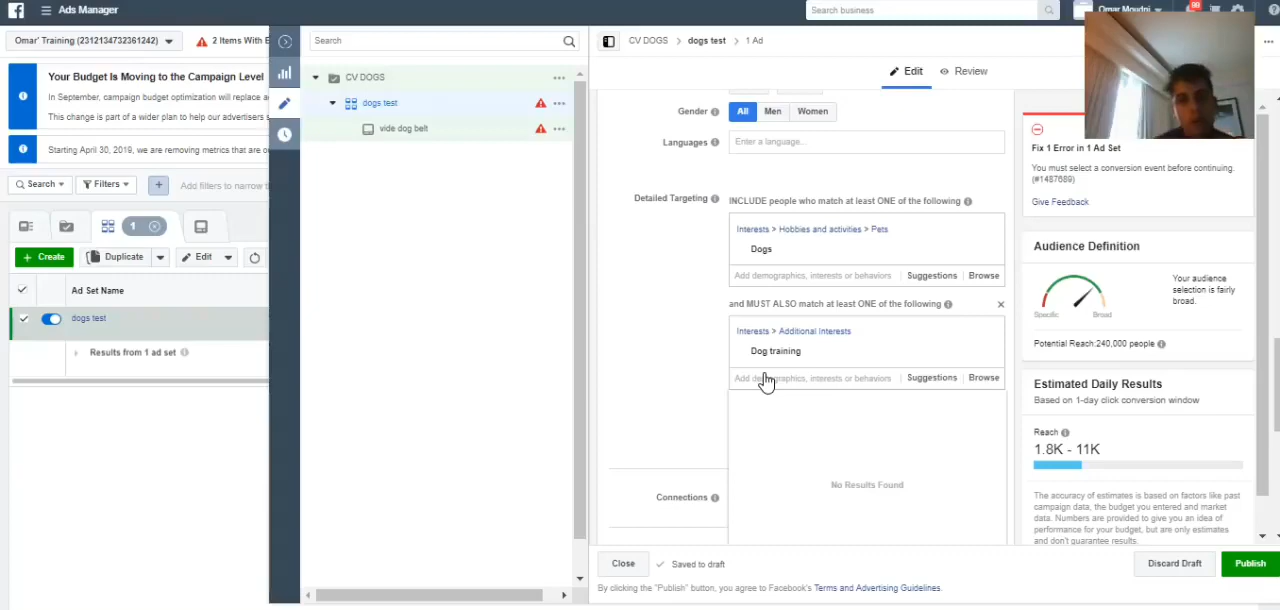 Ads Manager
Search business
Omar Moudni
99
Omar' Training (2312134732361242)
2 Items With E
Search
CV DOGS > dogs test > 1 Ad
Your Budget Is Moving to the Campaign Level
In September, campaign budget optimization will replace a
This change is part of a wider plan to help our advertisers s
Starting April 30, 2019, we are removing metrics that are o
Search
Filters
+
Add filters to narrow t
1
+ Create
Duplicate
Edit
Ad Set Name
dogs test
Results from 1 ad set
CV DOGS
dogs test
vide dog belt
Edit
Review
Gender
All
Men
Women
Languages
Enter a language...
Detailed Targeting
INCLUDE people who match at least ONE of the following
Interests > Hobbies and activities > Pets
Dogs
Add demographics, interests or behaviors
Suggestions
Browse
and MUST ALSO match at least ONE of the following
Interests > Additional Interests
Dog training
Add demographics, interests or behaviors
Suggestions
Browse
No Results Found
Connections
Close
Saved to draft
Discard Draft
Publish
By clicking the "Publish" button, you agree to Facebook's Terms and Advertising Guidelines.
Fix 1 Error in 1 Ad Set
You must select a conversion event before continuing.
(#1487689)
Give Feedback
Audience Definition
Your audience
selection is fairly
broad.
Specific
Broad
Potential Reach:240,000 people
Estimated Daily Results
Based on 1-day click conversion window
Reach
1.8K - 11K
The accuracy of estimates is based on factors like past
campaign data, the budget you entered and market
data. Numbers are provided to give you an idea of
performance for your budget, but are only estimates
and don't guarantee results.